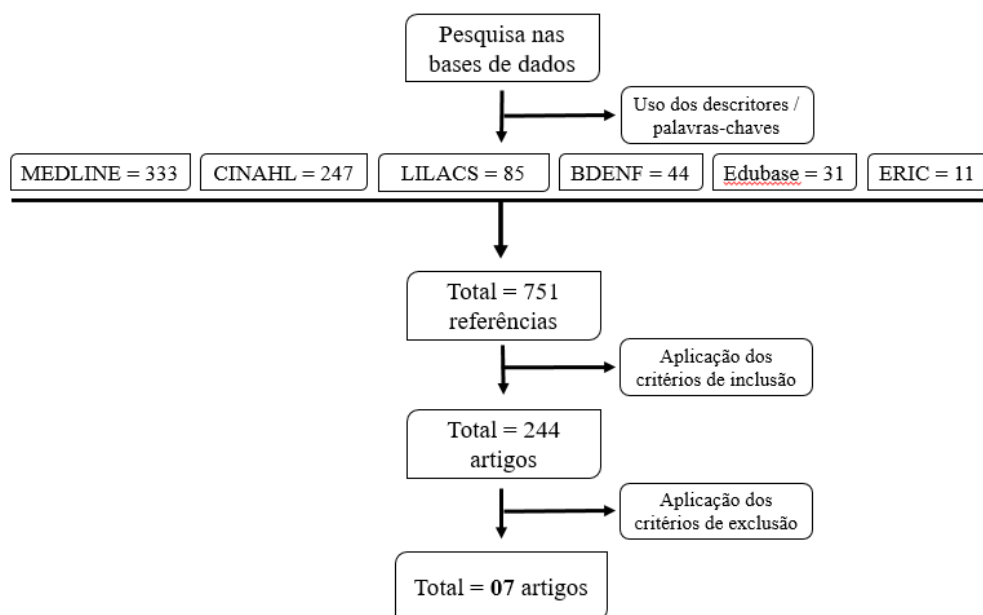 Pesquisa nas
bases de dados
Uso dos descritores /
palavras-chaves
MEDLINE = 333
CINAHL = 247
LILACS = 85
BDENF = 44
Edubase = 31
ERIC = 11
Total = 751
referências
Aplicação dos
critérios de inclusão
Total = 244
artigos
Aplicação dos
critérios de exclusão
Total = 07 artigos